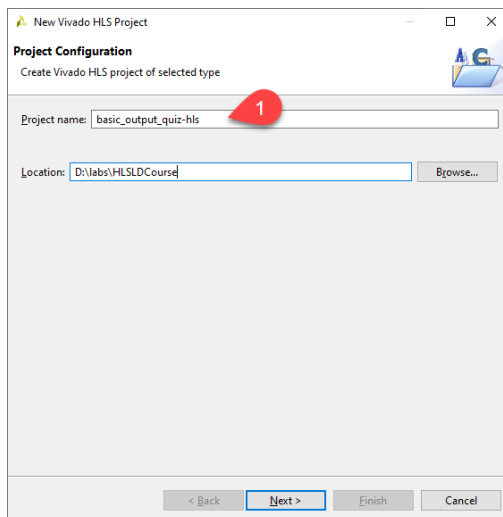 New Vivado HLS Project
Project Configuration
Create Vivado HLS project of selected type
Project name: basic_output_quiz-hls
1
Location: D:\labs\HLSLDCourse
Browse...
< Back
Next >
Finish
Cancel